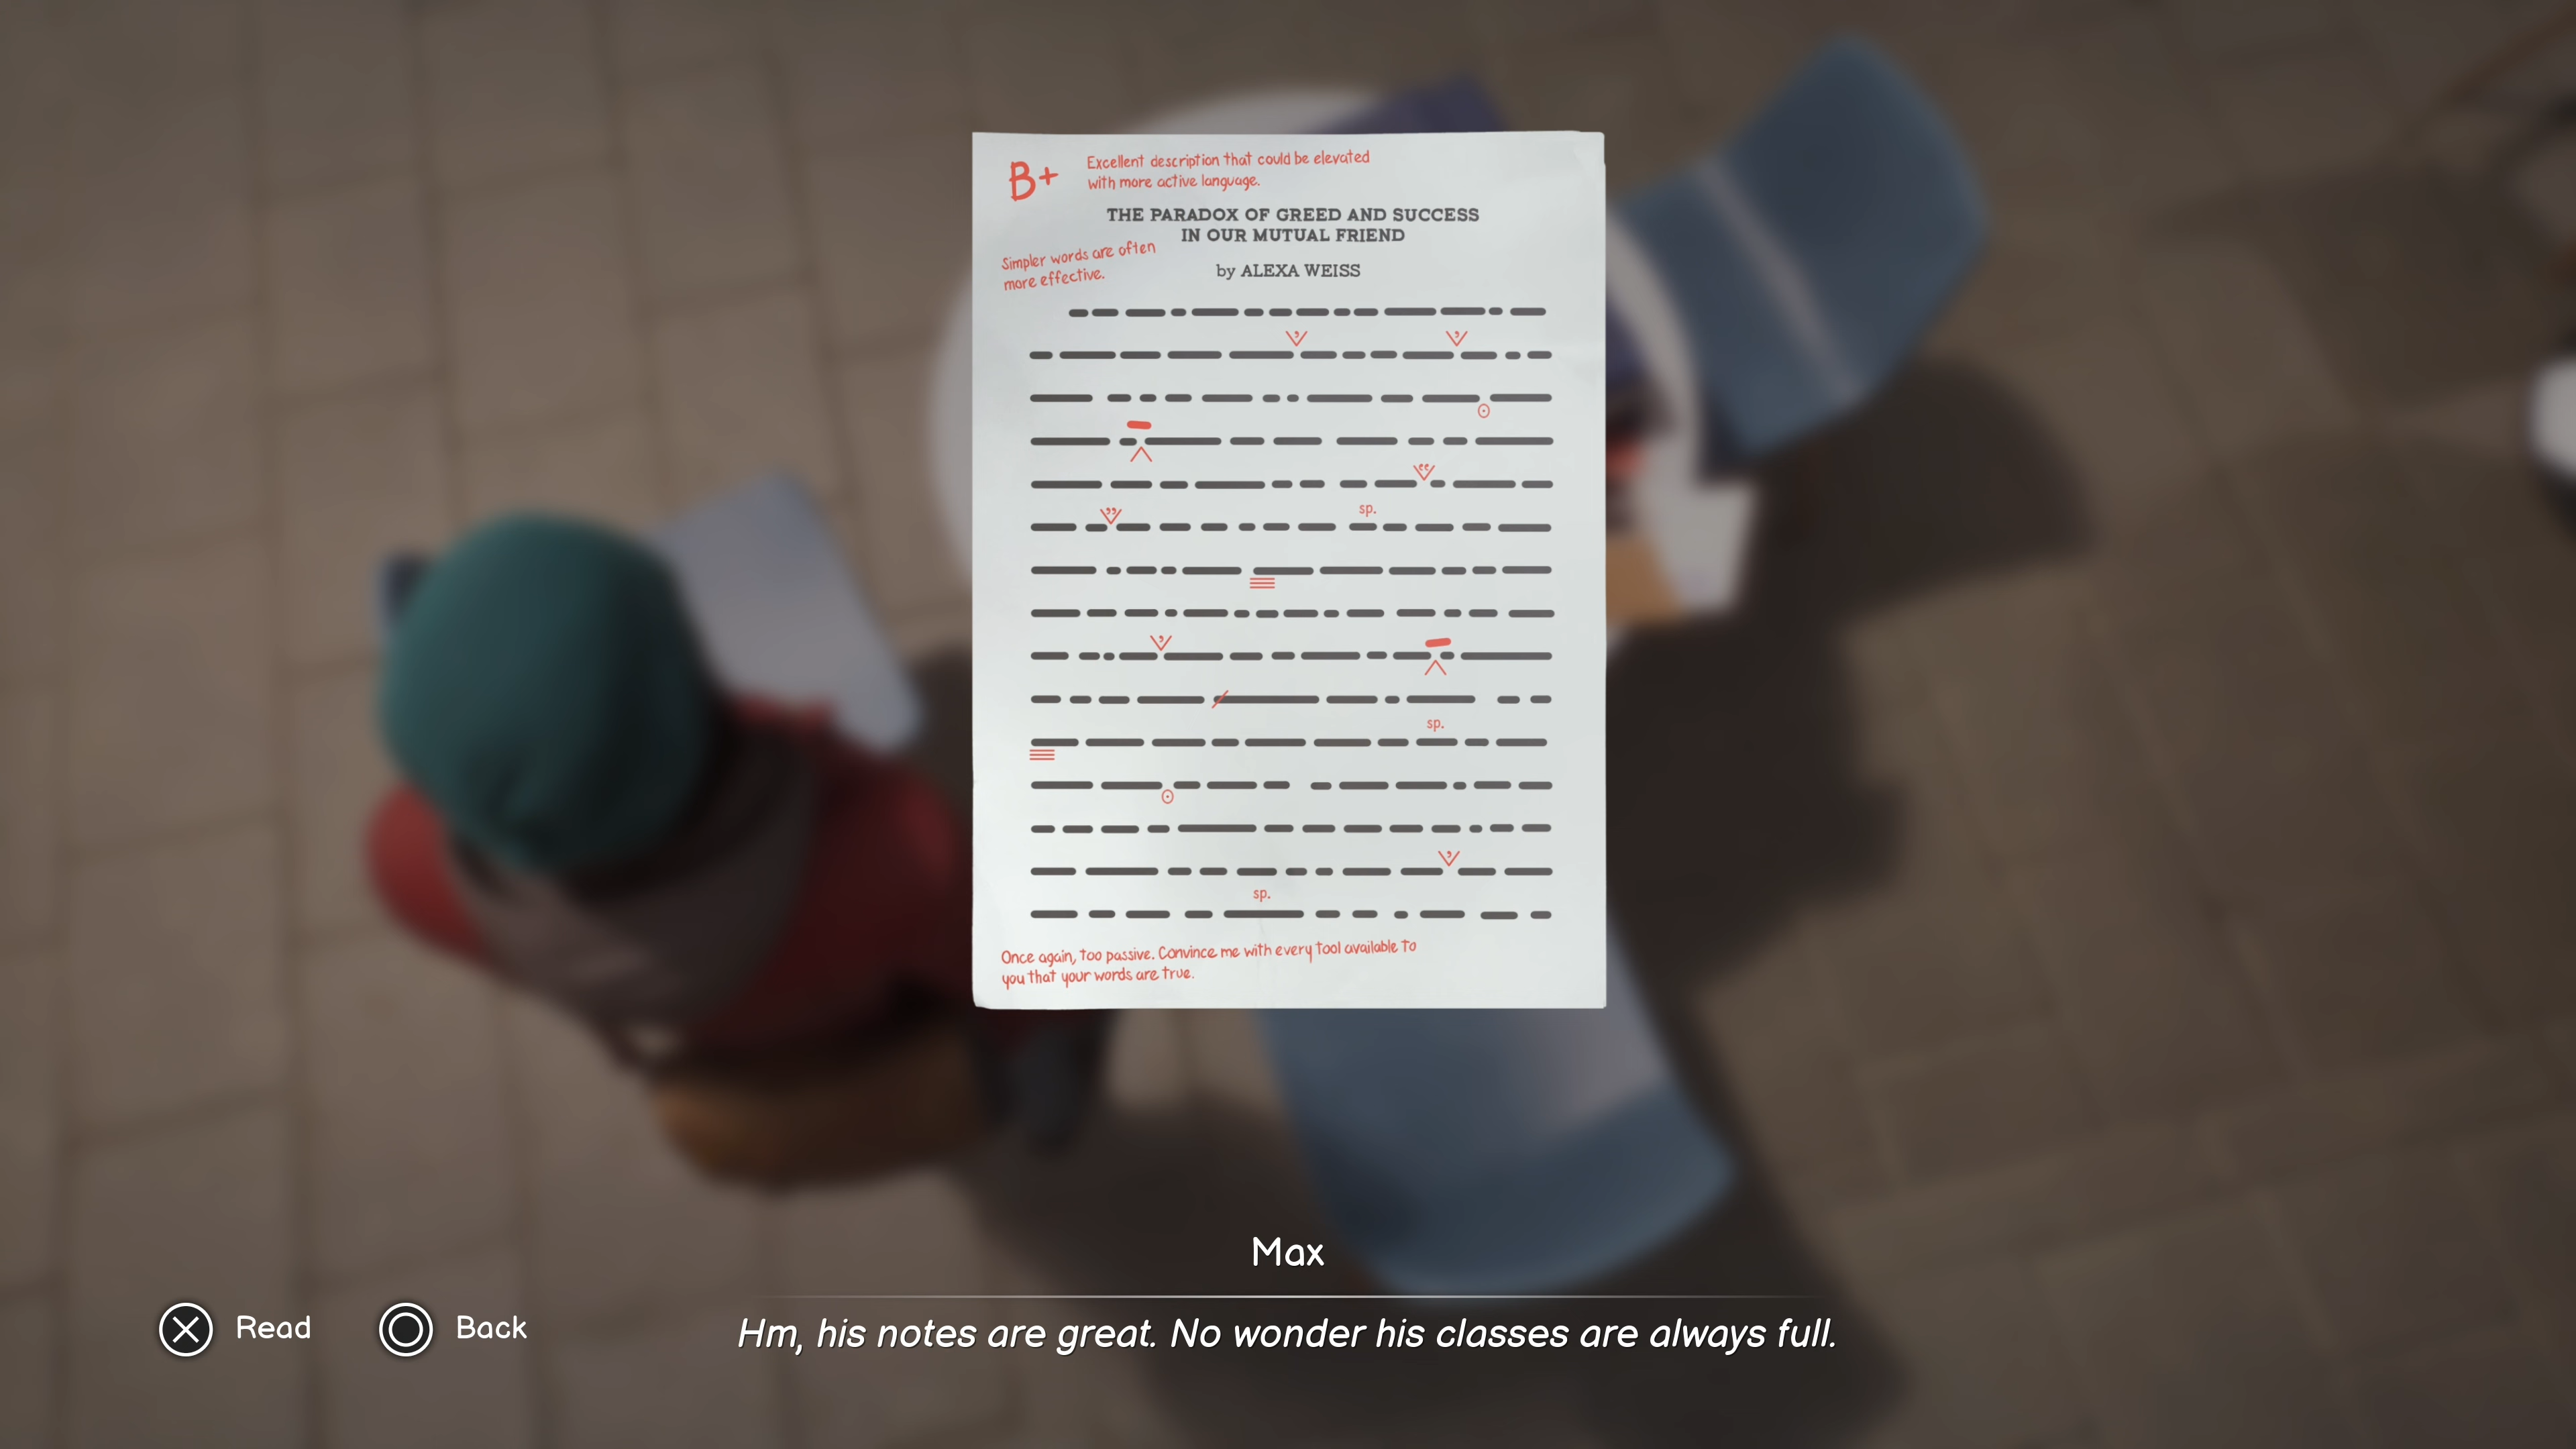 B+
Excellent description that could be elevated
with more active language.
THE PARADOX OF GREED AND SUCCESS
IN OUR MUTUAL FRIEND
Simpler words are often
more effective.
by ALEXA WEISS
sp.
sp.
sp.
Once again, too passive. Convince me with every tool available to
you that your words are true.
Max
Read
Back
Hm, his notes are great. No wonder his classes are always full.